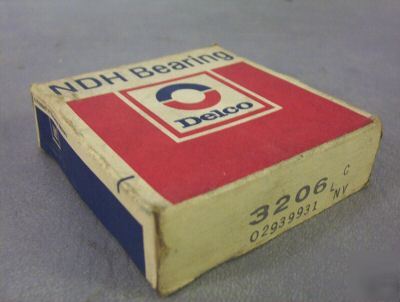 NDH Bearing
Delco
3206 L C
02939931 NY